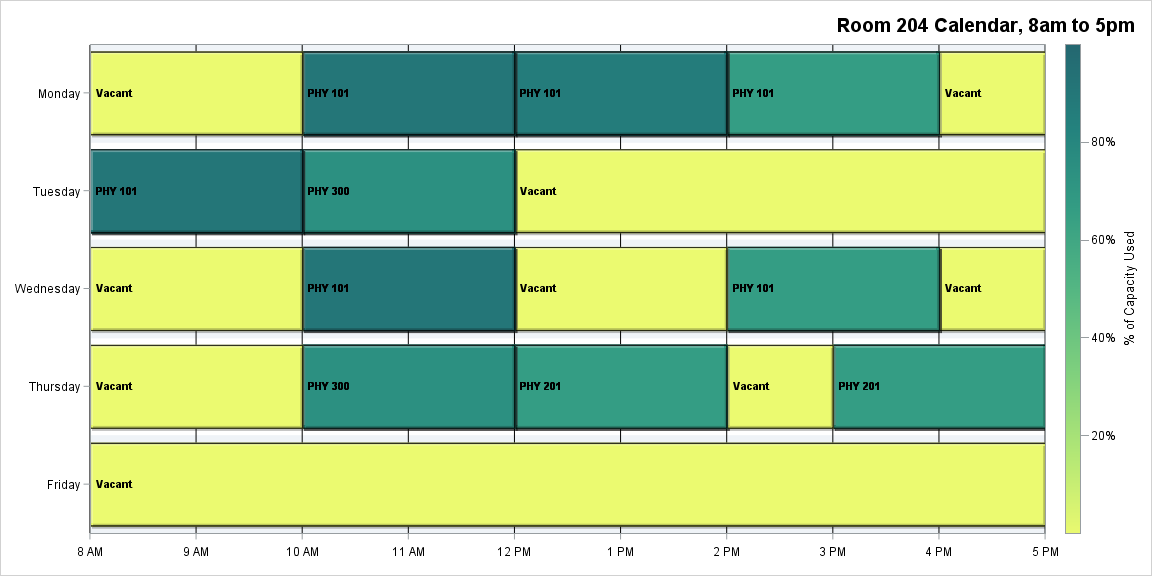 Room 204 Calendar, 8am to 5pm
Monday
Vacant
PHY 101
PHY 101
PHY 101
Vacant
Tuesday
PHY 101
PHY 300
Vacant
Wednesday
Vacant
PHY 101
Vacant
PHY 101
Vacant
Thursday
Vacant
PHY 300
PHY 201
Vacant
PHY 201
Friday
Vacant
8 AM
9 AM
10 AM
11 AM
12 PM
1 PM
2 PM
3 PM
4 PM
5 PM
80%
60%
40%
20%
% of Capacity Used